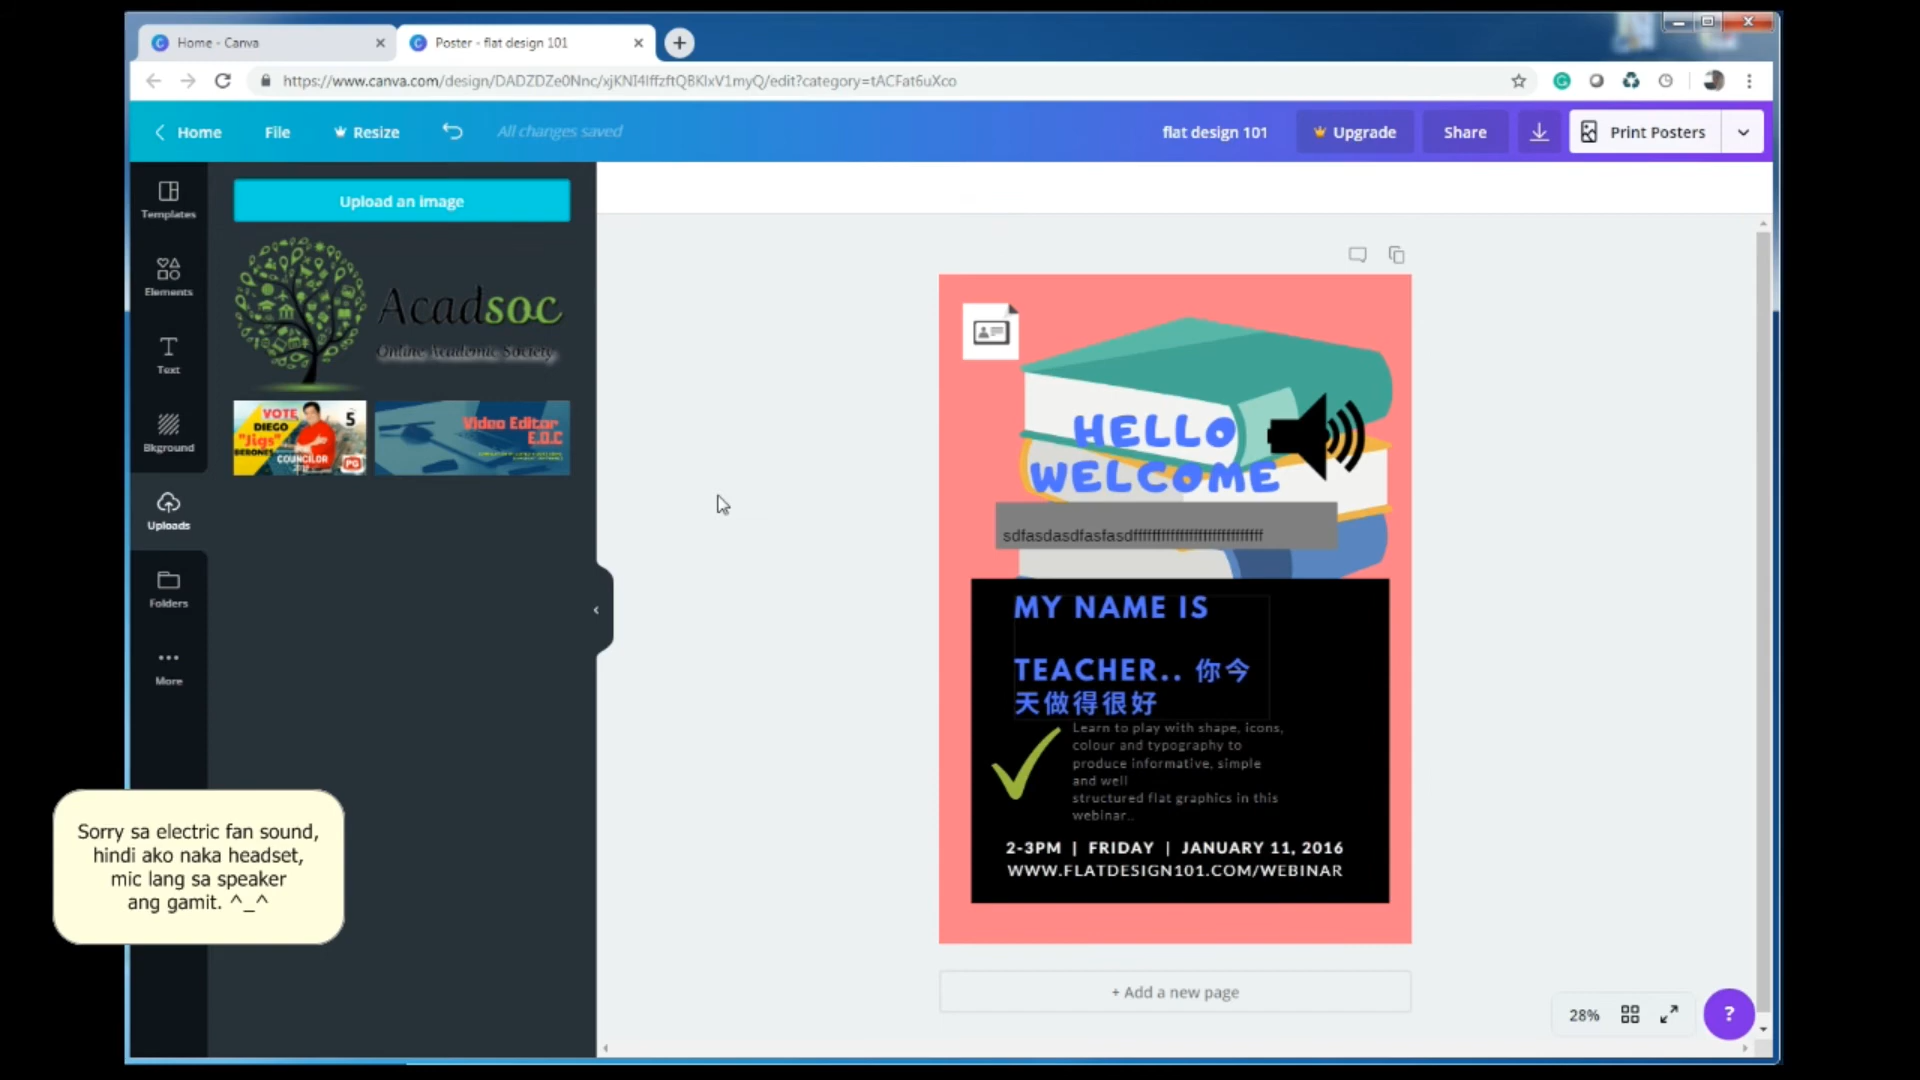 Home - Canva
Poster - flat design 101
https://www.canva.com/design/DADZDZe0Nnc/xjKNI4IffzftQBKlxV1myQ/edit?category=tACFat6uXco
Home
File
Resize
All changes saved
flat design 101
Upgrade
Share
Print Posters
Templates
Elements
Text
Bkground
Uploads
Folders
More
Upload an image
Acadsoc
Online Academic Society
VOTE
DIEGO
"Jigs"
BERONES
COUNCILOR
5
PG
Video Editor
E.O.C
HELLO
WELCOME
sdfasdasdfasfasdffffffffffffffffffffffffffff
MY NAME IS
TEACHER.. 你今
天做得很好
Learn to play with shape, icons,
colour and typography to
produce informative, simple
and well
structured flat graphics in this
webinar..
2-3PM | FRIDAY | JANUARY 11, 2016
WWW.FLATDESIGN101.COM/WEBINAR
+ Add a new page
28%
?
Sorry sa electric fan sound,
hindi ako naka headset,
mic lang sa speaker
ang gamit. ^_^